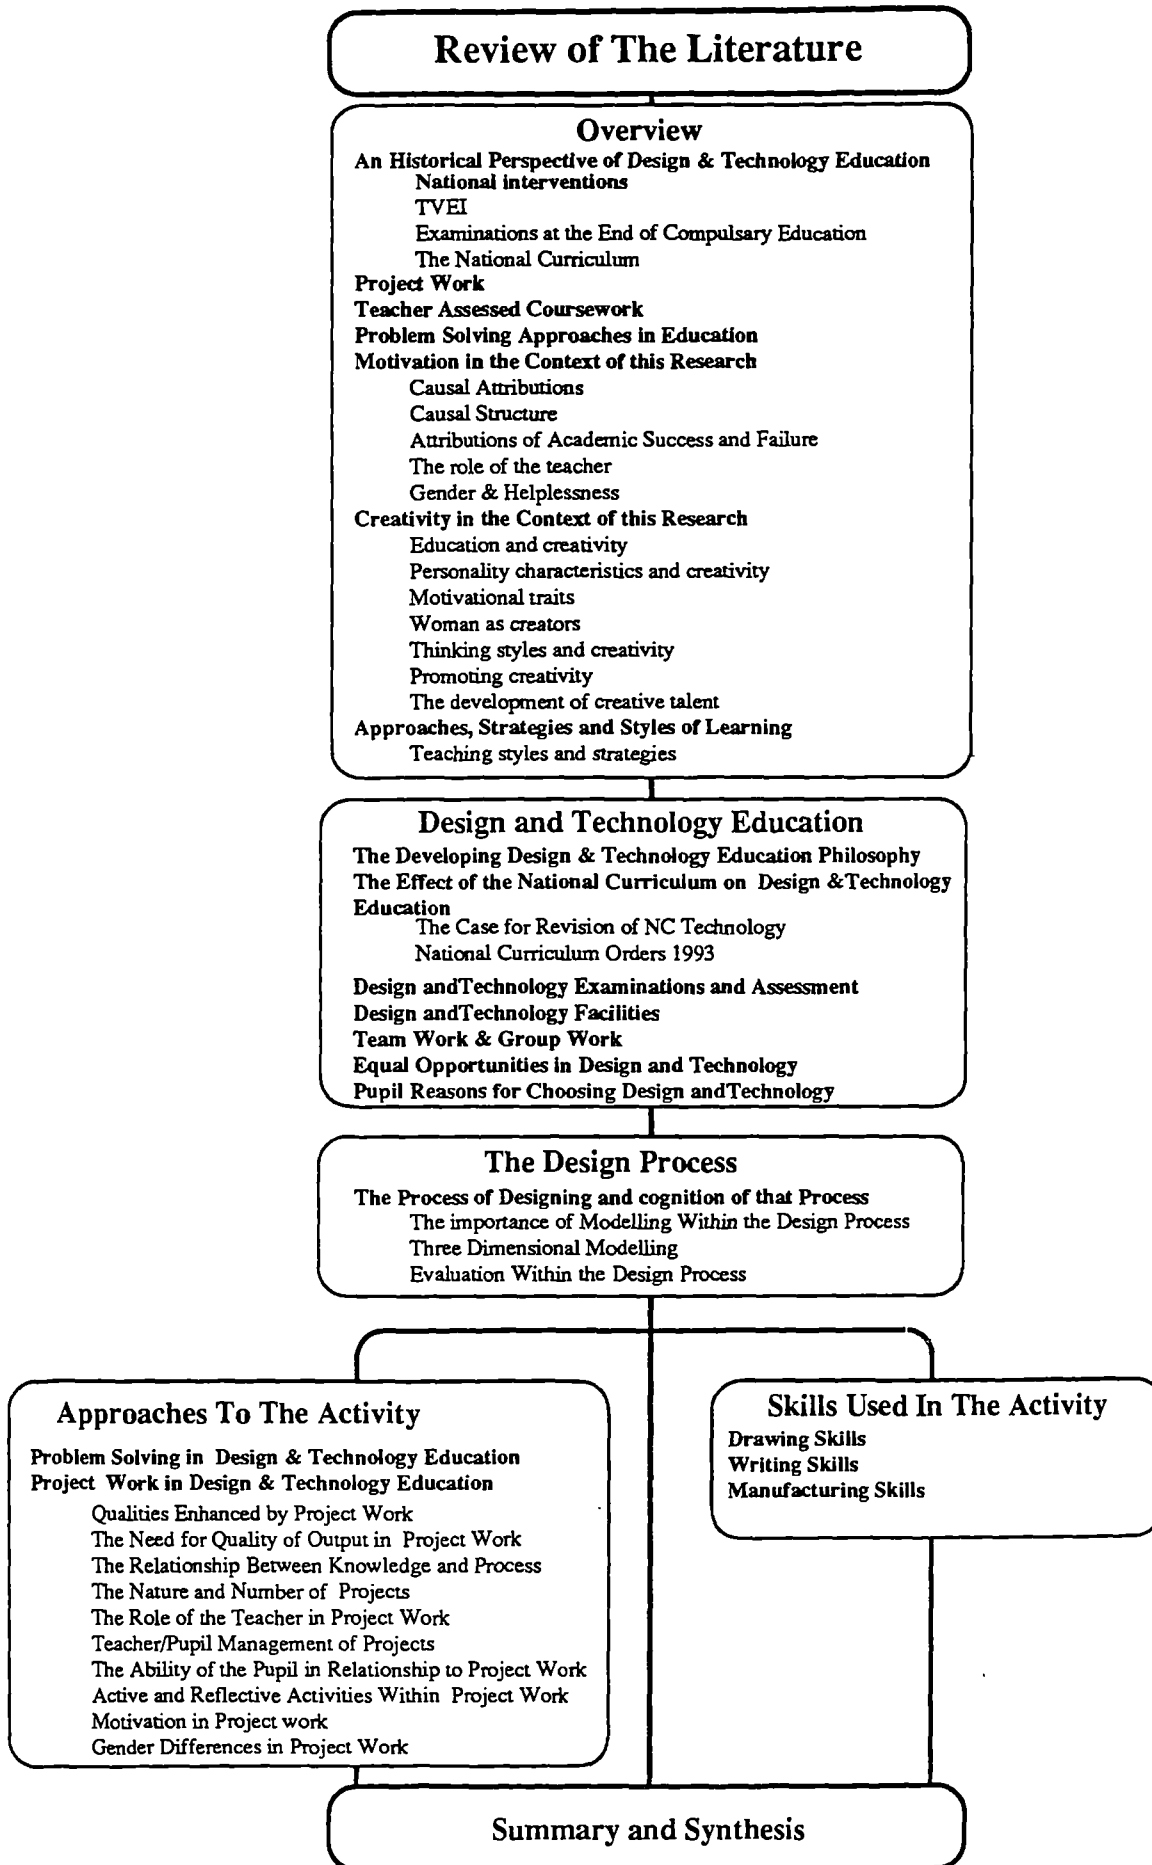 Review of The Literature
Overview
An Historical Perspective of Design & Technology Education
National interventions
TVEI
Examinations at the End of Compulsary Education
The National Curriculum
Project Work
Teacher Assessed Coursework
Problem Solving Approaches in Education
Motivation in the Context of this Research
Causal Attributions
Causal Structure
Attributions of Academic Success and Failure
The role of the teacher
Gender & Helplessness
Creativity in the Context of this Research
Education and creativity
Personality characteristics and creativity
Motivational traits
Woman as creators
Thinking styles and creativity
Promoting creativity
The development of creative talent
Approaches, Strategies and Styles of Learning
Teaching styles and strategies
Design and Technology Education
The Developing Design & Technology Education Philosophy
The Effect of the National Curriculum on Design &Technology
Education
The Case for Revision of NC Technology
National Curriculum Orders 1993
Design andTechnology Examinations and Assessment
Design andTechnology Facilities
Team Work & Group Work
Equal Opportunities in Design and Technology
Pupil Reasons for Choosing Design andTechnology
The Design Process
The Process of Designing and cognition of that Process
The importance of Modelling Within the Design Process
Three Dimensional Modelling
Evaluation Within the Design Process
Approaches To The Activity
Problem Solving in Design & Technology Education
Project Work in Design & Technology Education
Qualities Enhanced by Project Work
The Need for Quality of Output in Project Work
The Relationship Between Knowledge and Process
The Nature and Number of Projects
The Role of the Teacher in Project Work
Teacher/Pupil Management of Projects
The Ability of the Pupil in Relationship to Project Work
Active and Reflective Activities Within Project Work
Motivation in Project work
Gender Differences in Project Work
Skills Used In The Activity
Drawing Skills
Writing Skills
Manufacturing Skills
Summary and Synthesis